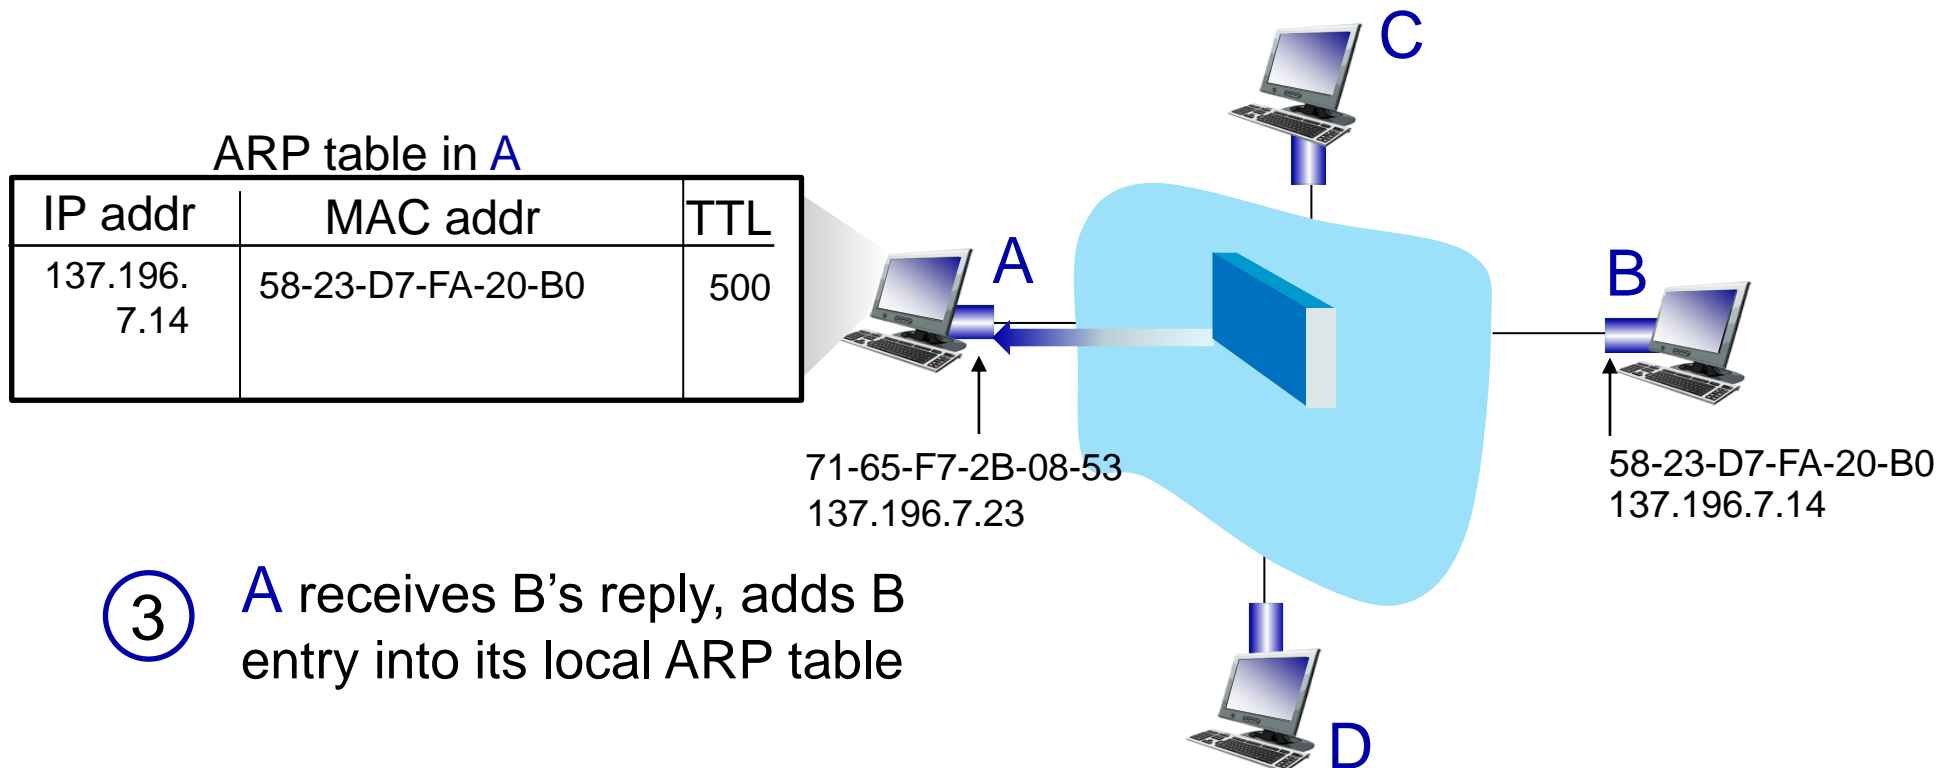 C
ARP table in A
IP addr MAC addr TTL
137.196. 58-23-D7-FA-20-B0 500
7.14
A
B
71-65-F7-2B-08-53
137.196.7.23
58-23-D7-FA-20-B0
137.196.7.14
3
A receives B’s reply, adds B
entry into its local ARP table
D